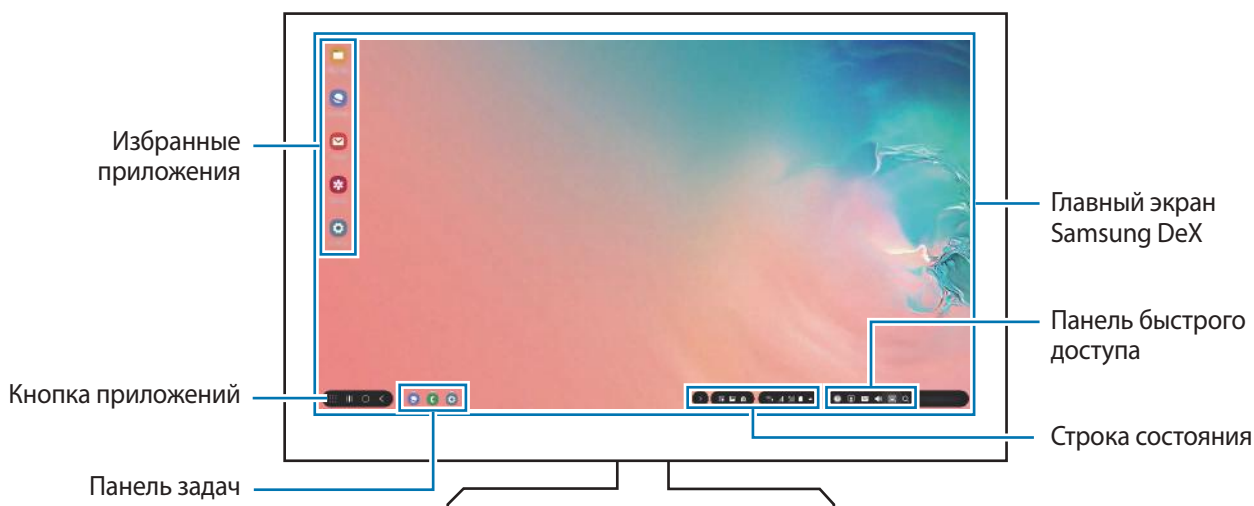 Избранные
приложения
Кнопка приложений
Панель задач
Главный экран
Samsung DeX
Панель быстрого
доступа
Строка состояния